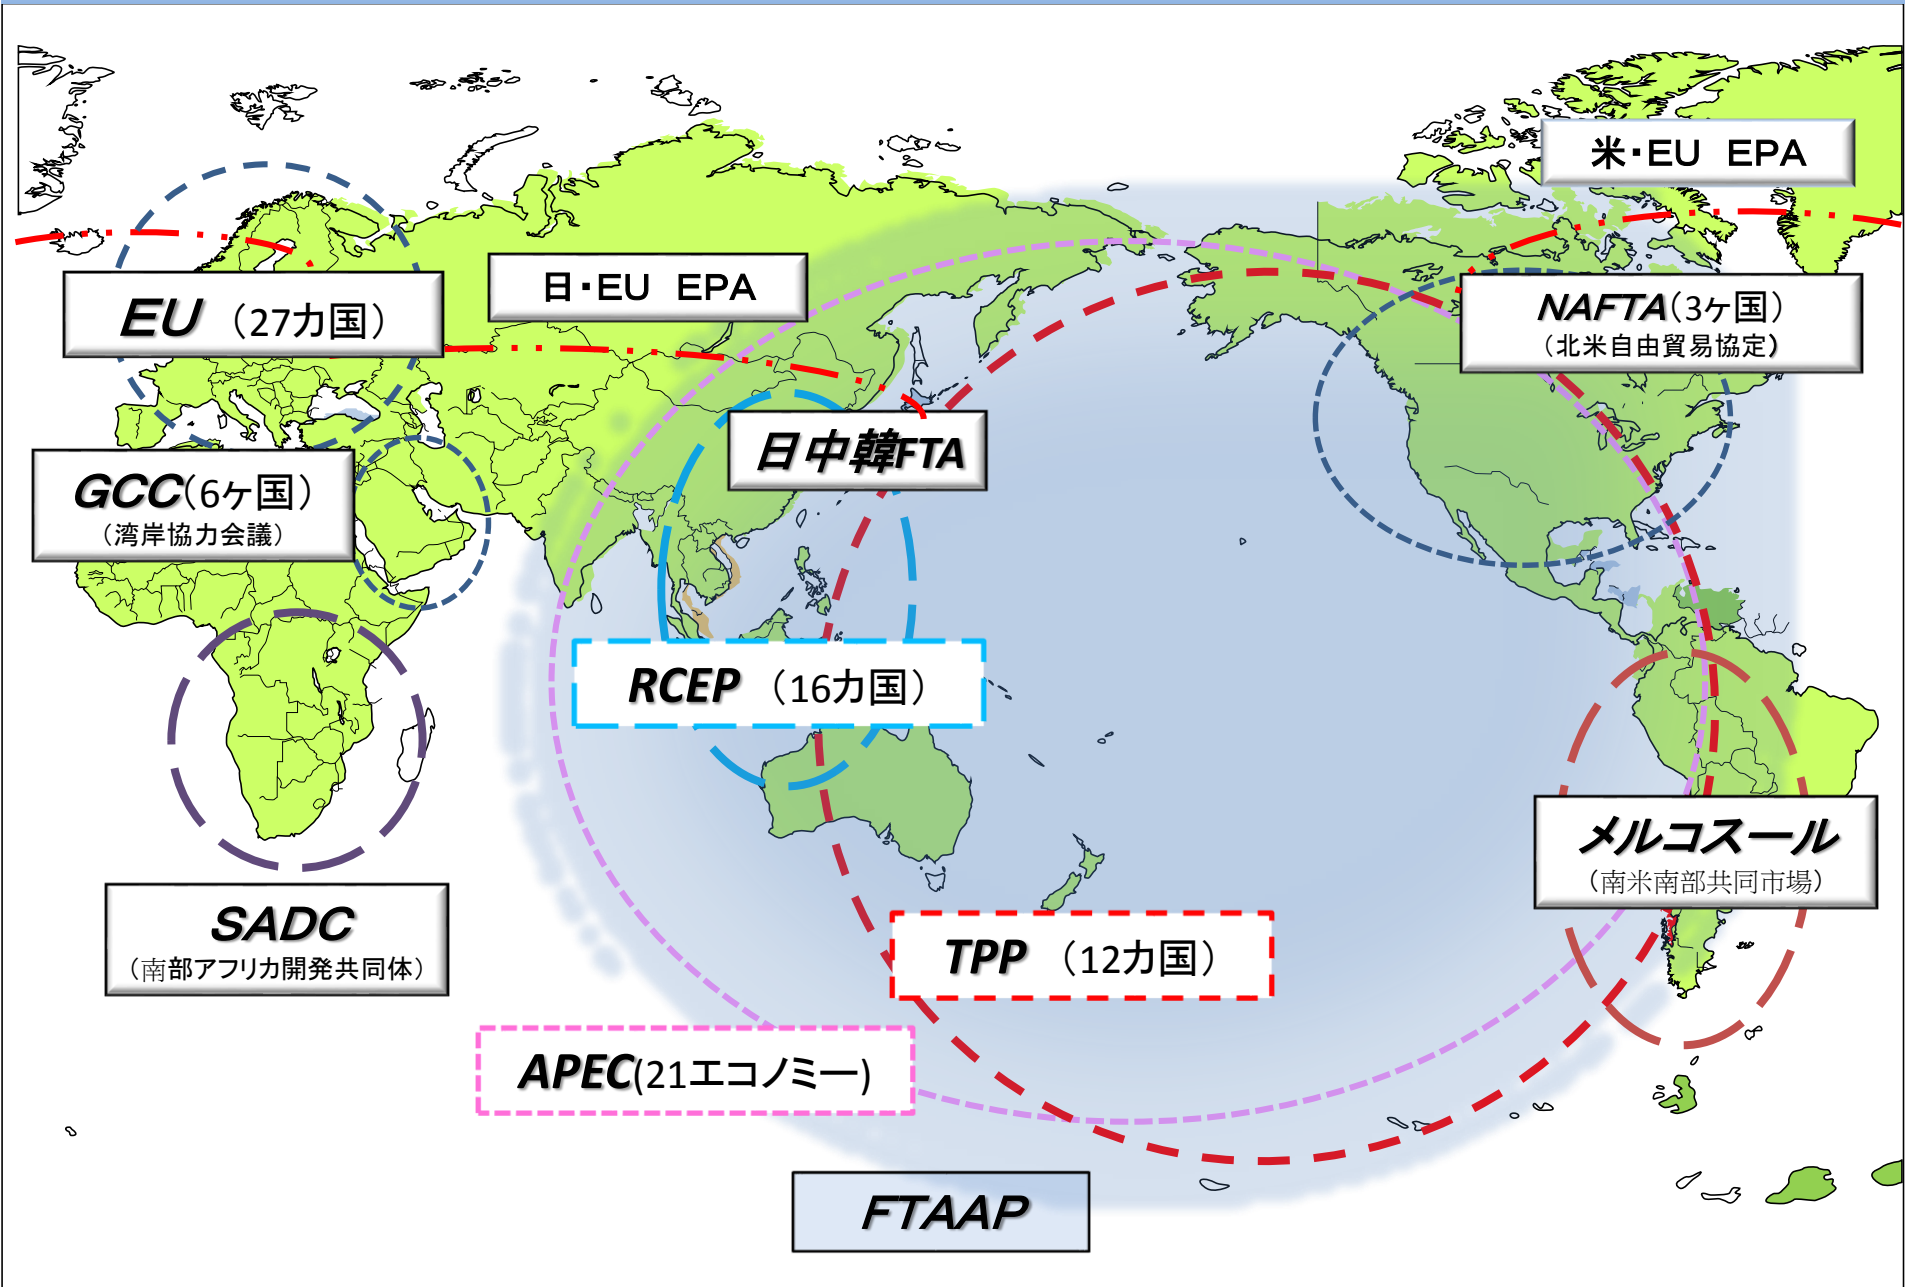 米・EU EPA
日・EU EPA
EU（27カ国）
NAFTA（3ヶ国）
（北米自由貿易協定）
日中韓FTA
GCC（6ヶ国）
（湾岸協力会議）
RCEP（16カ国）
メルコスール
（南米南部共同市場）
SADC
（南部アフリカ開発共同体）
TPP（12カ国）
APEC(21エコノミー)
FTAAP